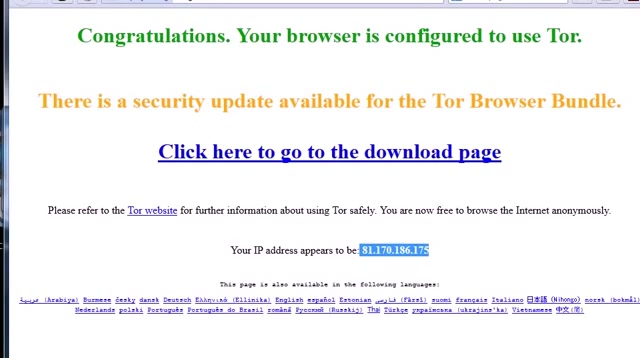 Congratulations. Your browser is configured to use Tor.
There is a security update available for the Tor Browser Bundle.
Click here to go to the download page
Please refer to the Tor website for further information about using Tor safely. You are now free to browse the Internet anonymously.
Your IP address appears to be: 81.170.186.175
This page is also available in the following languages:
عربية (Arabiya) Burmese česky dansk Deutsch Ελληνικά (Ellinika) English español Estonian فارسی (Fārsī) suomi français Italiano 日本語 (Nihongo) norsk (bokmål)
Nederlands polski Português Português do Brasil română Русский (Russkij) Thai Türkçe українська (ukrajins'ka) Vietnamese 中文(简)